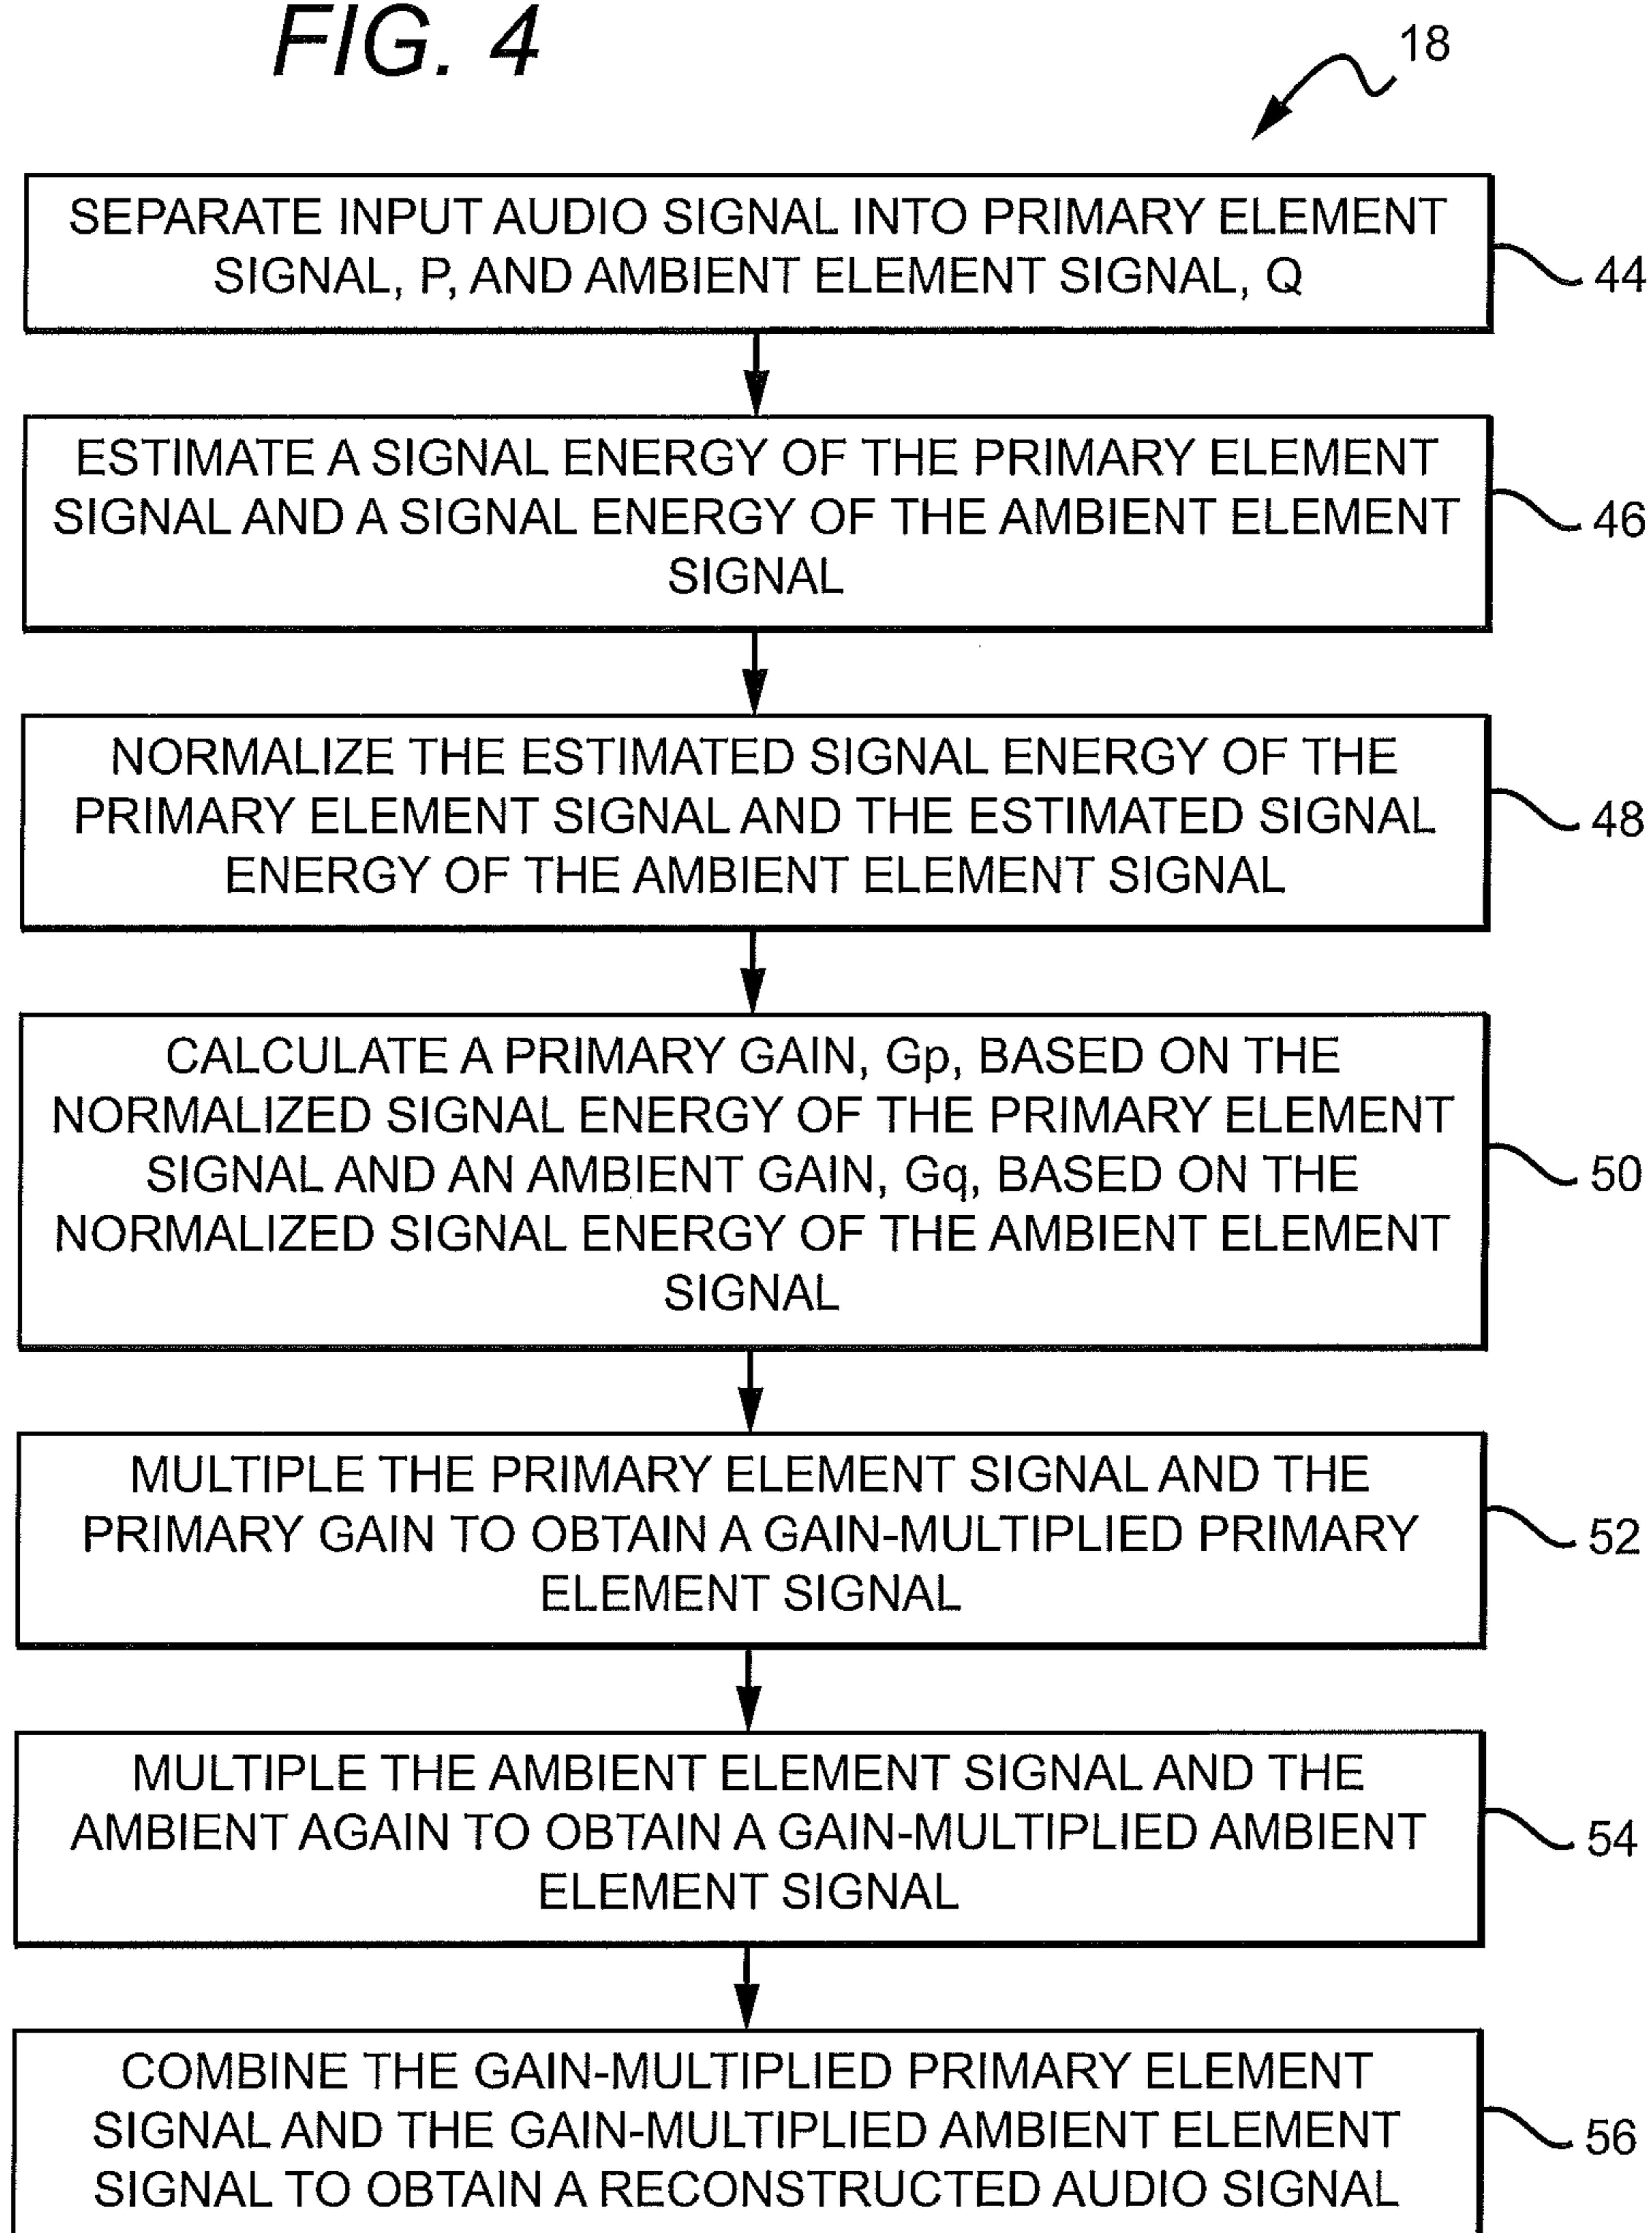 FIG. 4
18
SEPARATE INPUT AUDIO SIGNAL INTO PRIMARY ELEMENT
SIGNAL, P, AND AMBIENT ELEMENT SIGNAL, Q
44
ESTIMATE A SIGNAL ENERGY OF THE PRIMARY ELEMENT
SIGNAL AND A SIGNAL ENERGY OF THE AMBIENT ELEMENT
SIGNAL
46
NORMALIZE THE ESTIMATED SIGNAL ENERGY OF THE
PRIMARY ELEMENT SIGNAL AND THE ESTIMATED SIGNAL
ENERGY OF THE AMBIENT ELEMENT SIGNAL
48
CALCULATE A PRIMARY GAIN, Gp, BASED ON THE
NORMALIZED SIGNAL ENERGY OF THE PRIMARY ELEMENT
SIGNAL AND AN AMBIENT GAIN, Gq, BASED ON THE
NORMALIZED SIGNAL ENERGY OF THE AMBIENT ELEMENT
SIGNAL
50
MULTIPLE THE PRIMARY ELEMENT SIGNAL AND THE
PRIMARY GAIN TO OBTAIN A GAIN-MULTIPLIED PRIMARY
ELEMENT SIGNAL
52
MULTIPLE THE AMBIENT ELEMENT SIGNAL AND THE
AMBIENT AGAIN TO OBTAIN A GAIN-MULTIPLIED AMBIENT
ELEMENT SIGNAL
54
COMBINE THE GAIN-MULTIPLIED PRIMARY ELEMENT
SIGNAL AND THE GAIN-MULTIPLIED AMBIENT ELEMENT
SIGNAL TO OBTAIN A RECONSTRUCTED AUDIO SIGNAL
56